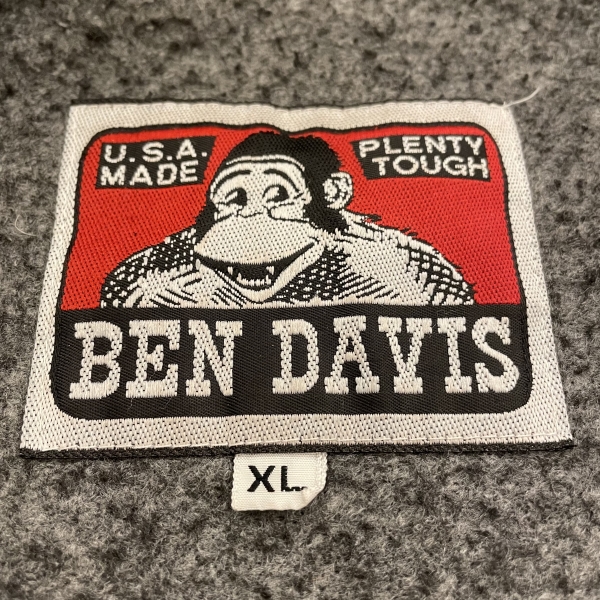 U.S.A.
MADE
PLENTY
TOUGH
BEN DAVIS
XL